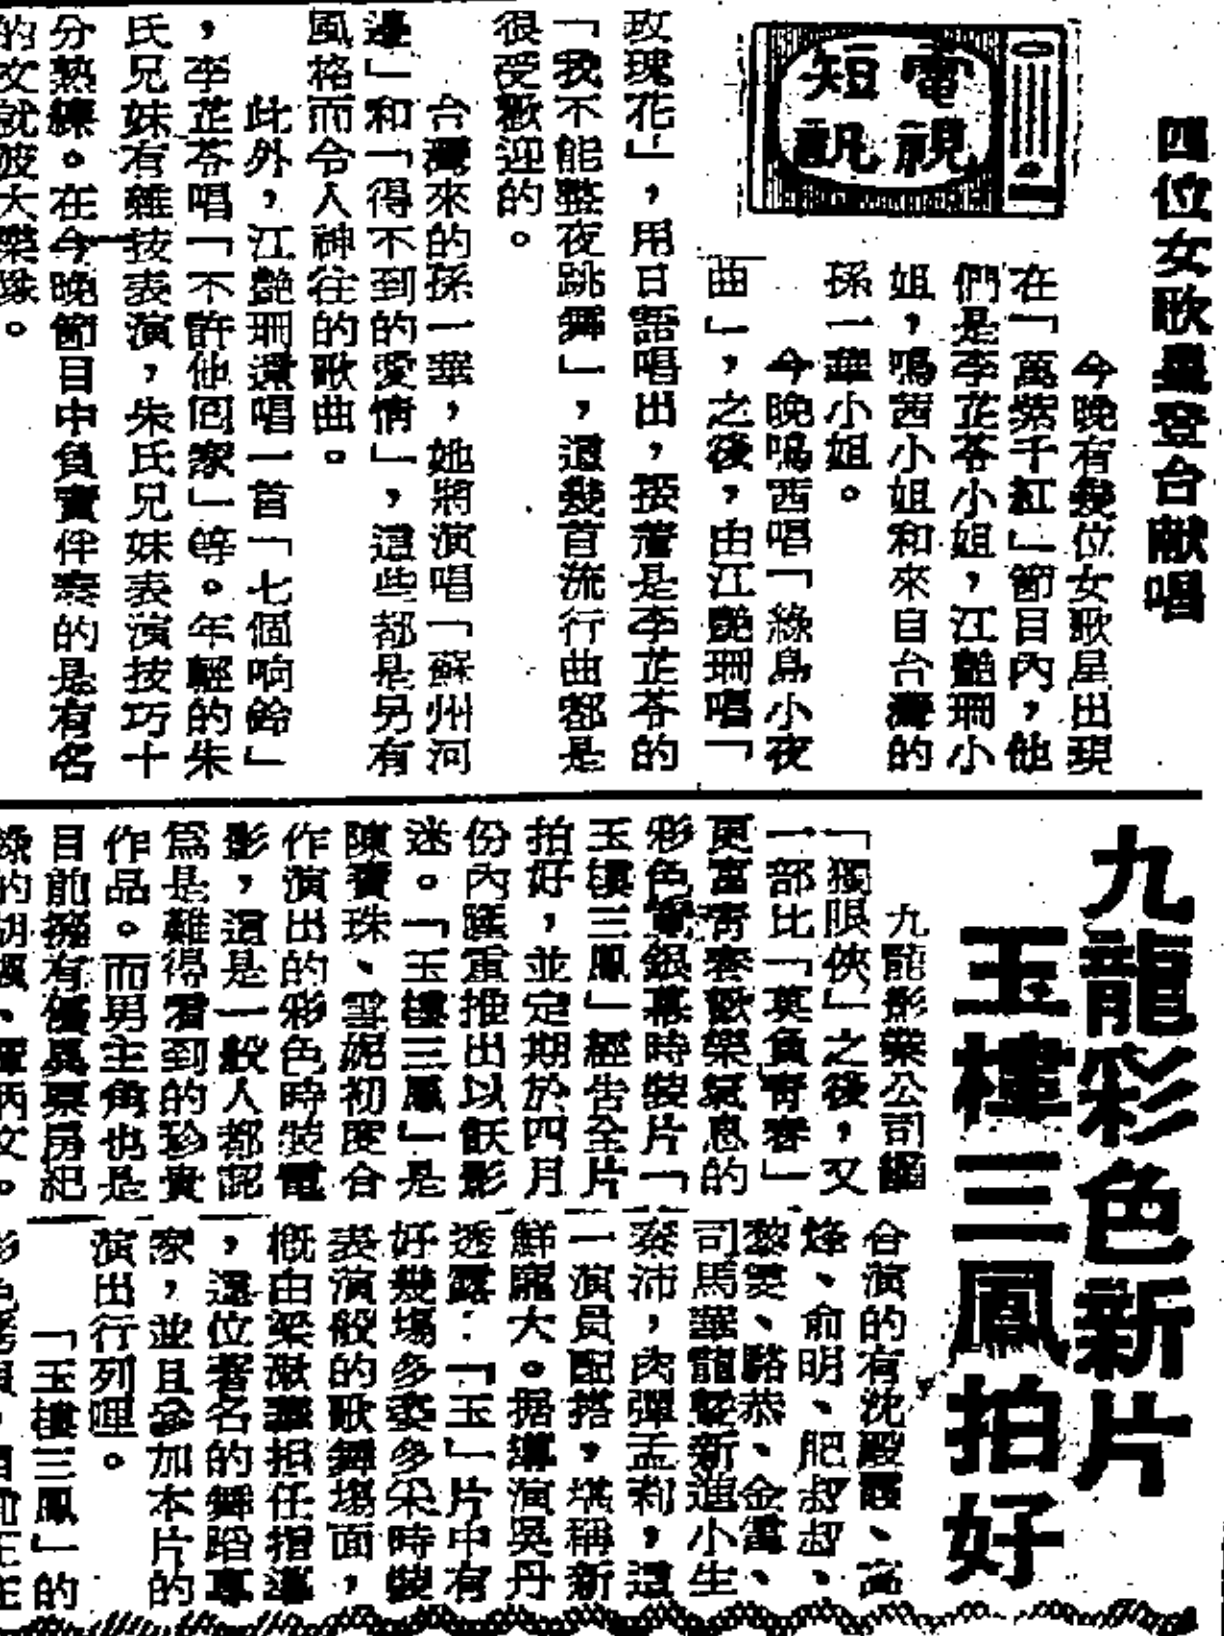 四位女歌星登台献唱
電視
短訊
今晚有幾位女歌星出現
在「萬紫千紅」節目內，他
們是李芷苓小姐，江艷珊小
姐，鳴茜小姐和來自台灣的
孫一華小姐。
今晚鳴茜唱「綠島小夜
曲」，之後，由江艷珊唱「
玫瑰花」，用日語唱出，接着是李芷苓的
「我不能整夜跳舞」，這幾首流行曲都是
很受歡迎的。
台灣來的孫一華，她將演唱「蘇州河
邊」和「得不到的愛情」，這些都是另有
風格而令人神往的歌曲。
此外，江艷珊還唱一首「七個响鈴」
，李芷苓唱「不許他回家」等。年輕的朱
氏兄妹有雜技表演，朱氏兄妹表演技巧十
分熱練。在今晚節目中負責伴奏的是有名
的文就波大樂隊。
九龍彩色新片
玉樓三鳳拍好
九龍影業公司繼
「獨眼俠」之後，又
一部比「莫負青春」
更富青春歡樂氣息的
彩色寬銀幕時裝片「
玉樓三鳳」經告全片
拍好，並定期於四月
份內隆重推出以飫影
迷。「玉樓三鳳」是
陳寶珠、雪妮初度合
作演出的彩色時裝電
影，這是一般人都認
為是難得看到的珍貴
作品。而男主角也是
目前擁有優異票房紀
錄的胡楓、羅炳文。
合演的有沈殿霞、高
烽、俞明、肥叔叔、
黎雯、駱恭、金雷、
司馬華龍暨新進小生
秦沛，肉彈孟莉，這
一演員配搭，堪稱新
鮮龐大。据導演吳丹
透露：「玉」片中有
好幾場多姿多采時裝
表演般的歌舞場面，
概由梁淑華担任指導
，這位著名的舞蹈專
家，並且參加本片的
演出行列哩。
「玉樓三鳳」的
彩色